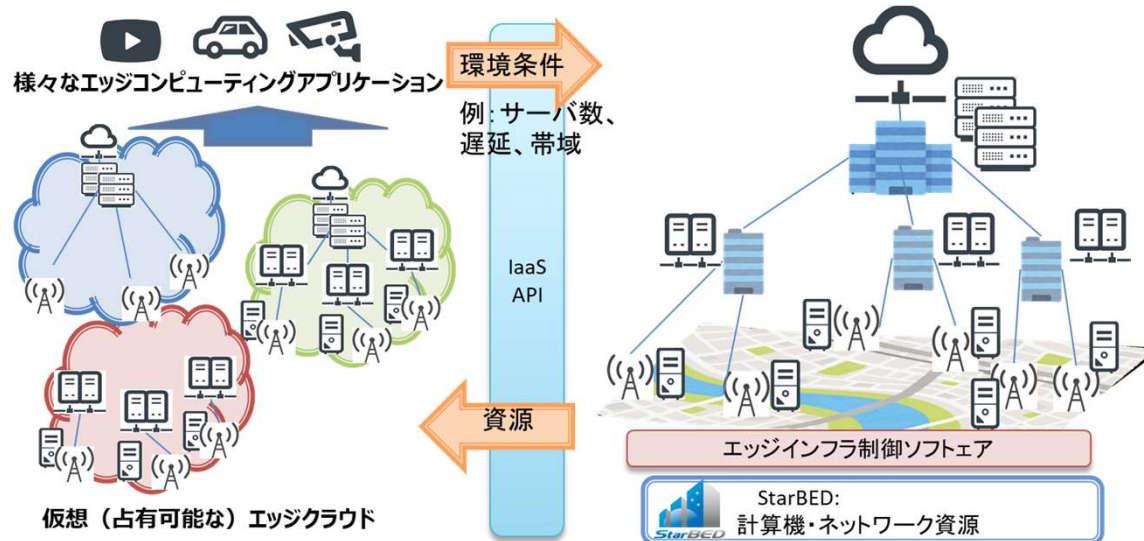 様々なエッジコンピューティングアプリケーション
環境条件
例:サーバ数、
遅延、帯域
IaaS
API
資源
仮想（占有可能な）エッジクラウド
エッジインフラ制御ソフトェア
StarBED
StarBED:
計算機・ネットワーク資源